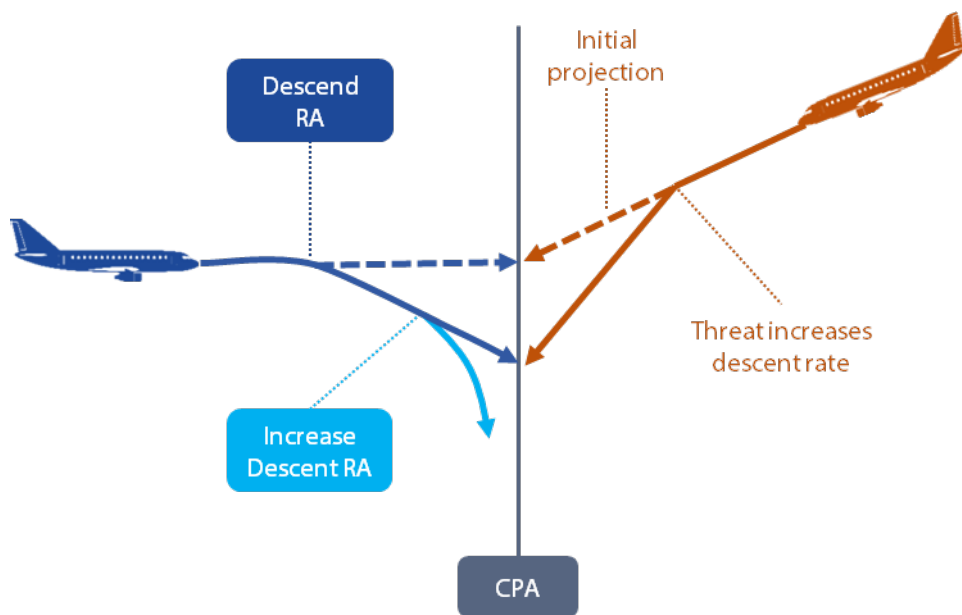 Initial
projection
Descend
RA
Threat increases
descent rate
Increase
Descent RA
CPA